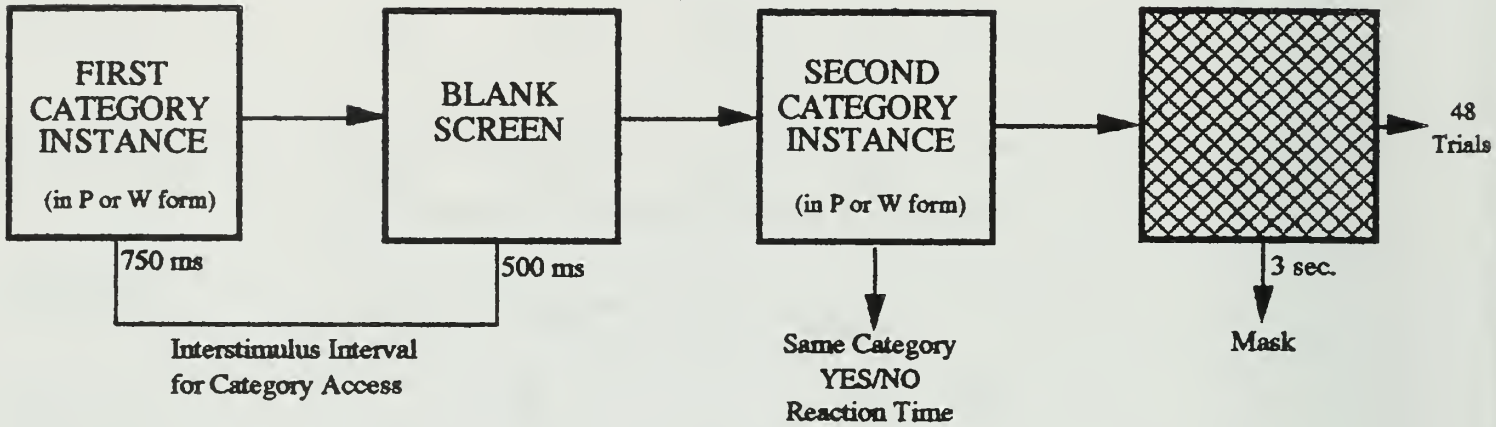 FIRST
CATEGORY
INSTANCE
(in P or W form)
750 ms
BLANK
SCREEN
500 ms
Interstimulus Interval
for Category Access
SECOND
CATEGORY
INSTANCE
(in P or W form)
Same Category
YES/NO
Reaction Time
3 sec.
Mask
48
Trials